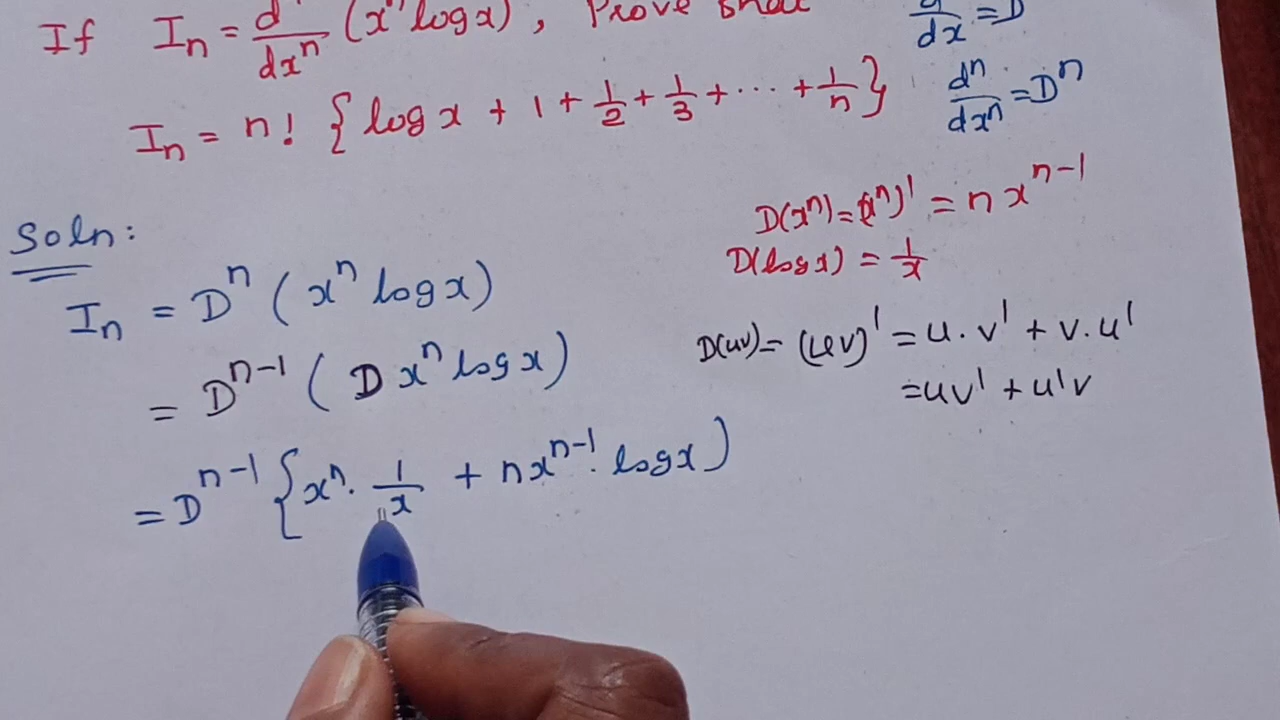 If Iₙ = dⁿ/dxⁿ (xⁿ log x), Prove that
d/dx = D
Iₙ = n! {log x + 1 + 1/2 + 1/3 + ... + 1/n}
dⁿ/dxⁿ = Dⁿ
D(xⁿ) = (xⁿ)' = n xⁿ⁻¹
D(log x) = 1/x
Soln:
Iₙ = Dⁿ (xⁿ log x)
D(uv) = (uv)' = u.v' + v.u'
= uv' + u'v
= Dⁿ⁻¹ (D xⁿ log x)
= Dⁿ⁻¹ {xⁿ. 1/x + nxⁿ⁻¹. log x)